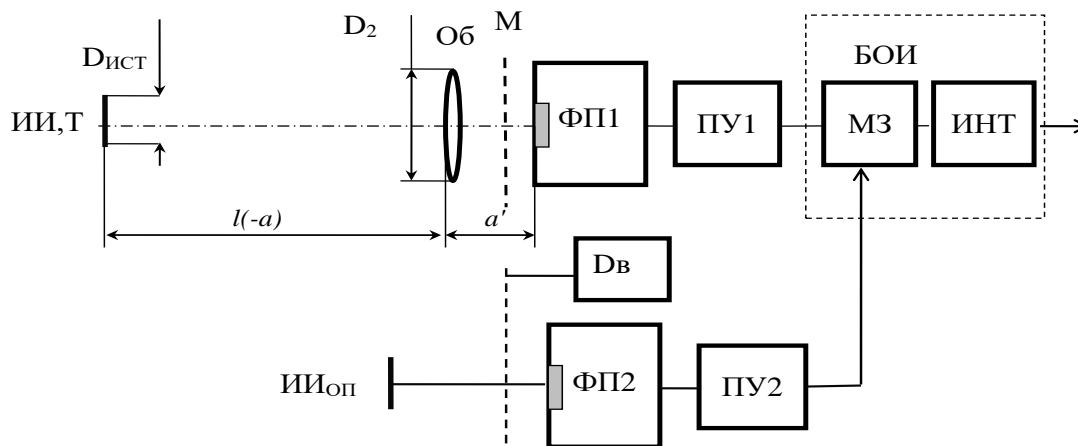 D₂
Об
М
БОИ
DИСТ
ИИ,Т
ФП1
ПУ1
МЗ
ИНТ
l(-a)
a'
Dв
ИИОП
ФП2
ПУ2